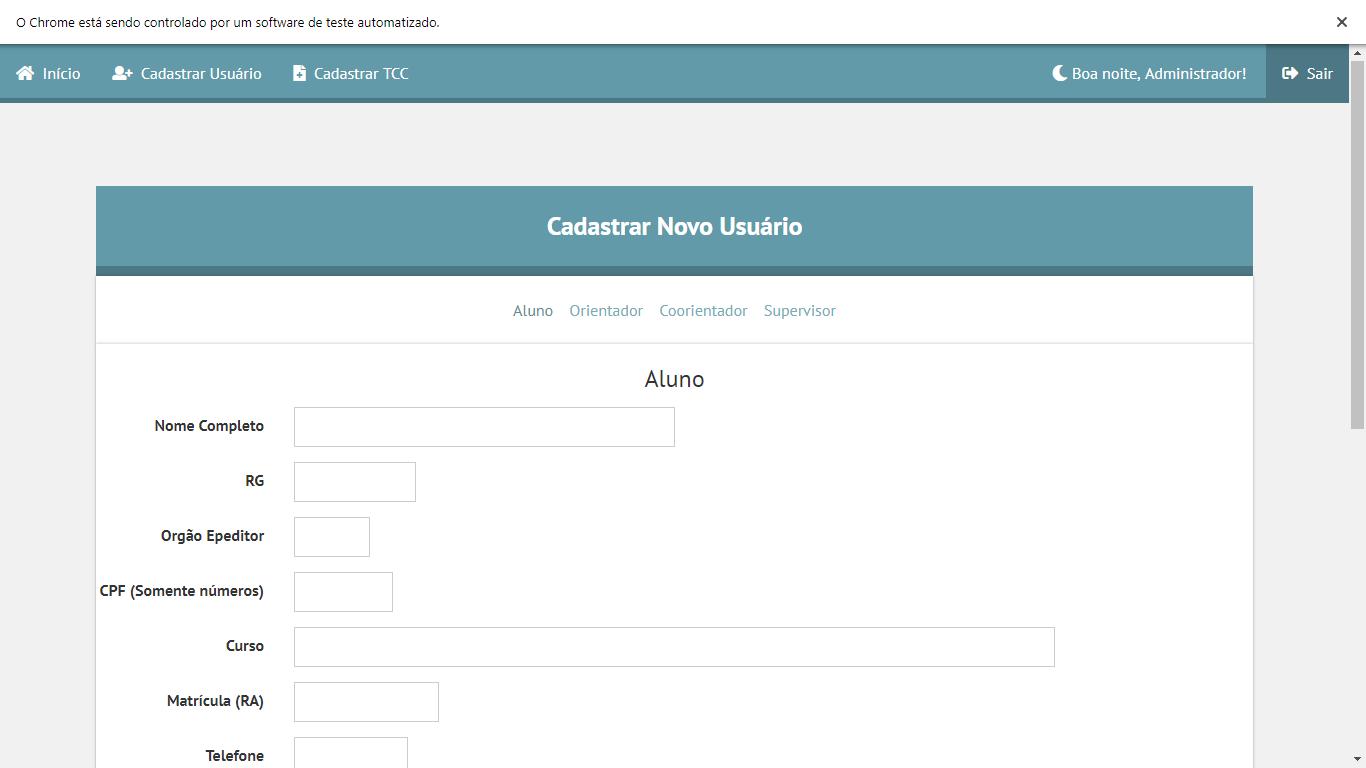 O Chrome está sendo controlado por um software de teste automatizado.
Início Cadastrar Usuário Cadastrar TCC Boa noite, Administrador! Sair
Cadastrar Novo Usuário
Aluno Orientador Coorientador Supervisor
Aluno
Nome Completo
RG
Orgão Epeditor
CPF (Somente números)
Curso
Matrícula (RA)
Telefone